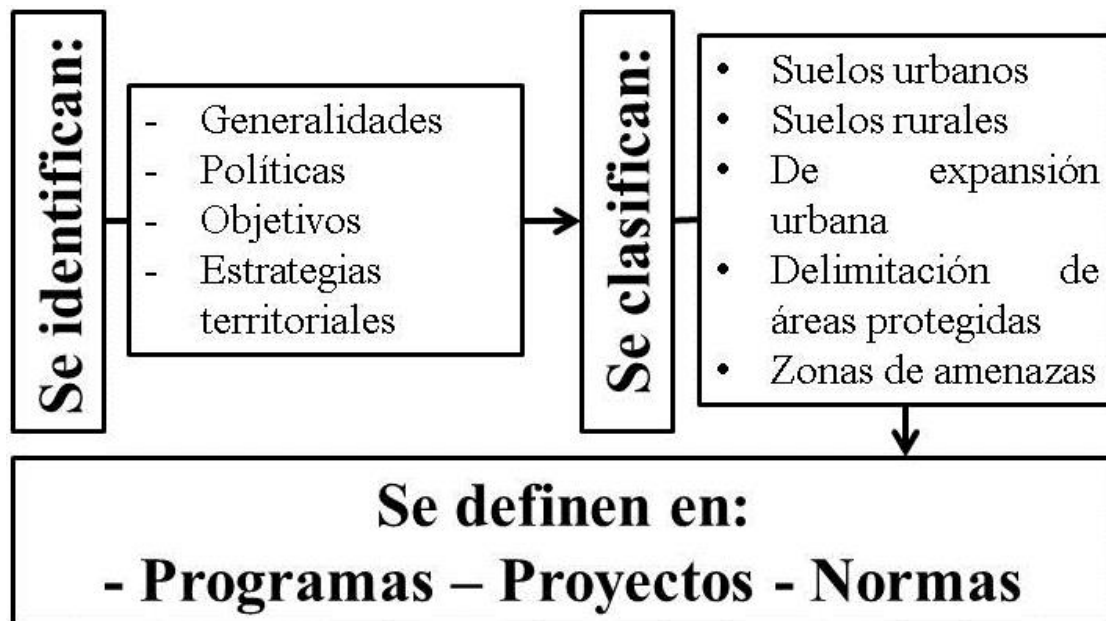 Se identifican:
- Generalidades
- Políticas
- Objetivos
- Estrategias
territoriales
Se clasifican:
• Suelos urbanos
• Suelos rurales
• De expansión
urbana
• Delimitación de
áreas protegidas
• Zonas de amenazas
Se definen en:
- Programas – Proyectos - Normas